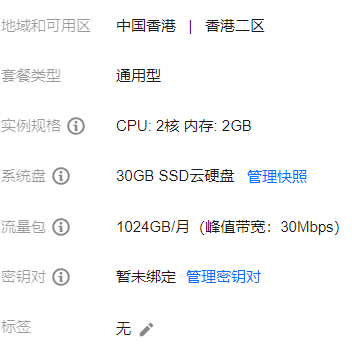 地域和可用区 中国香港 | 香港二区
套餐类型 通用型
实例规格 CPU: 2核 内存: 2GB
系统盘 30GB SSD云硬盘 管理快照
流量包 1024GB/月（峰值带宽：30Mbps）
密钥对 暂未绑定 管理密钥对
标签 无